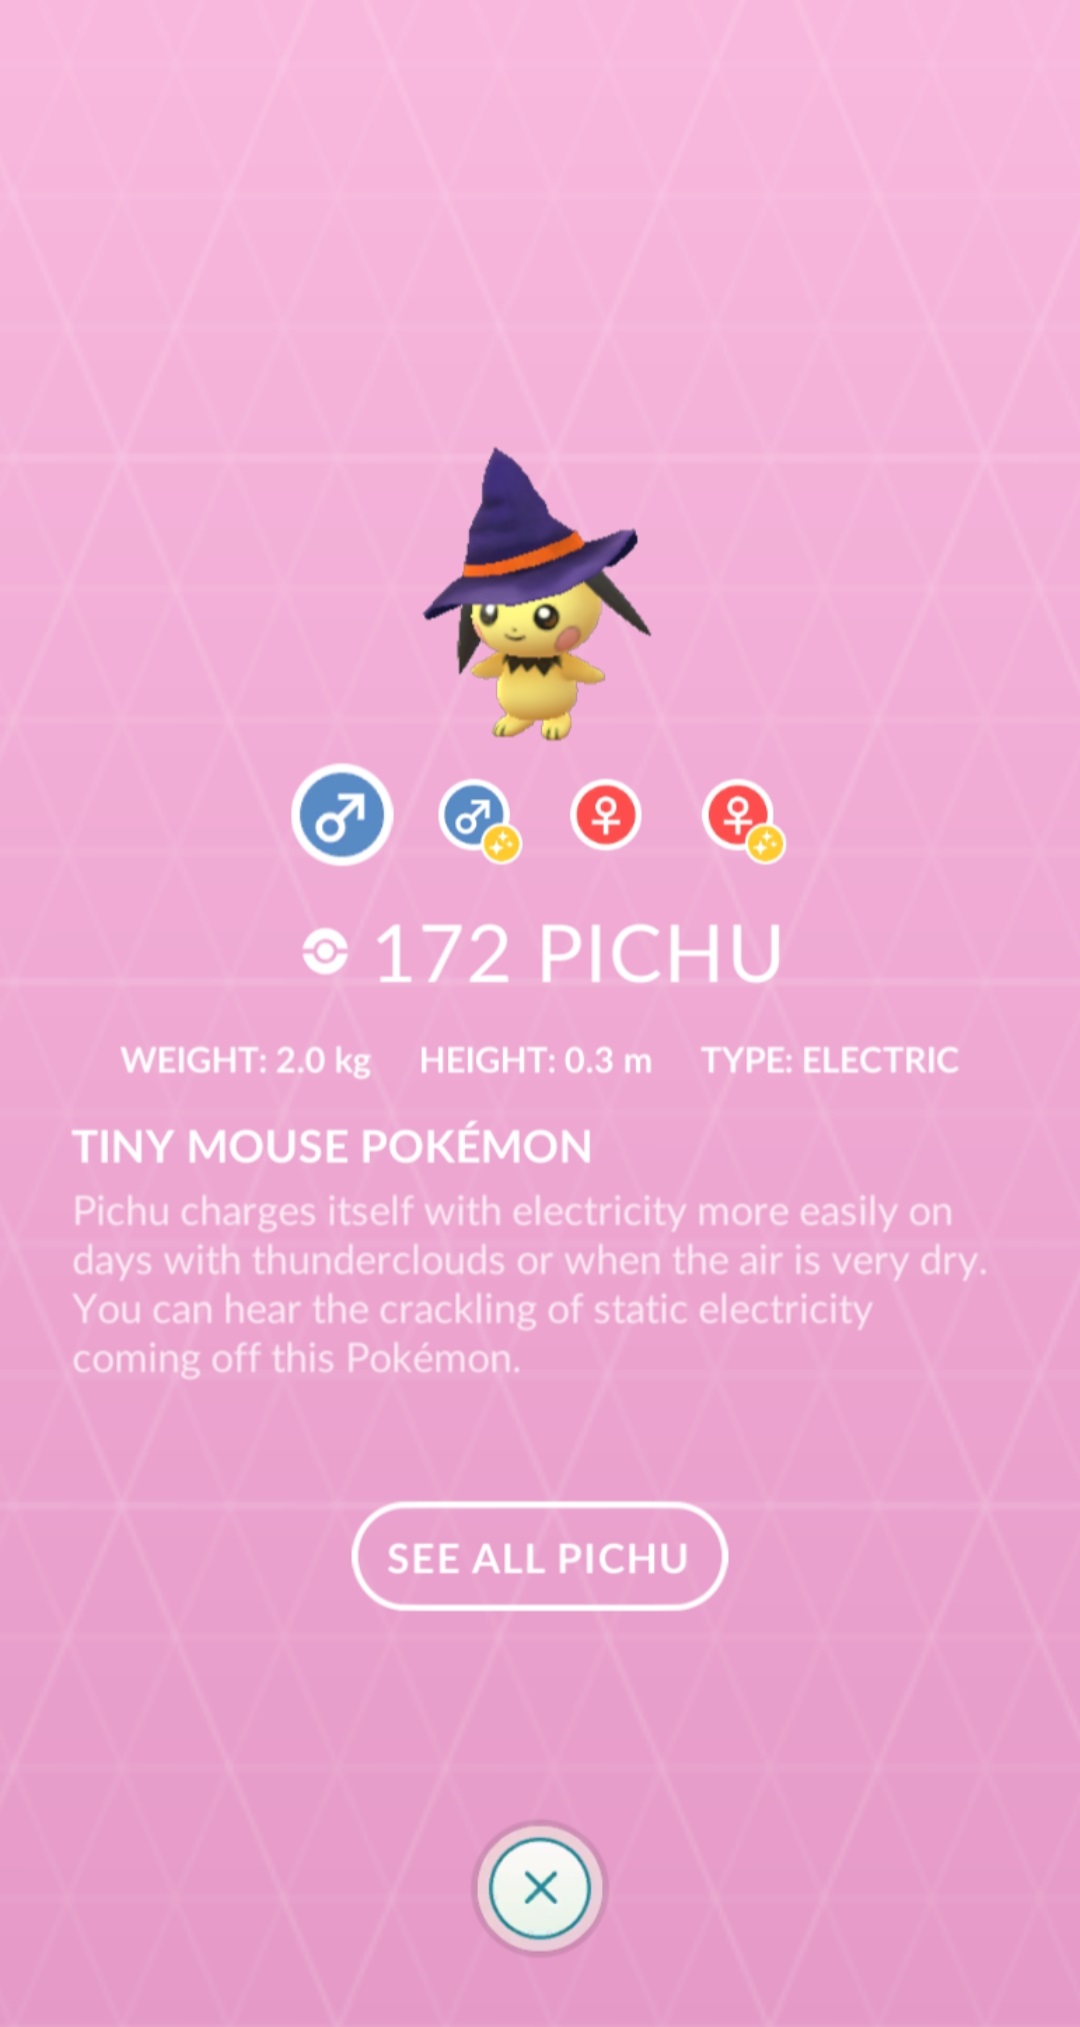 172 PICHU
WEIGHT: 2.0 kg HEIGHT: 0.3 m TYPE: ELECTRIC
TINY MOUSE POKÉMON
Pichu charges itself with electricity more easily on
days with thunderclouds or when the air is very dry.
You can hear the crackling of static electricity
coming off this Pokémon.
SEE ALL PICHU